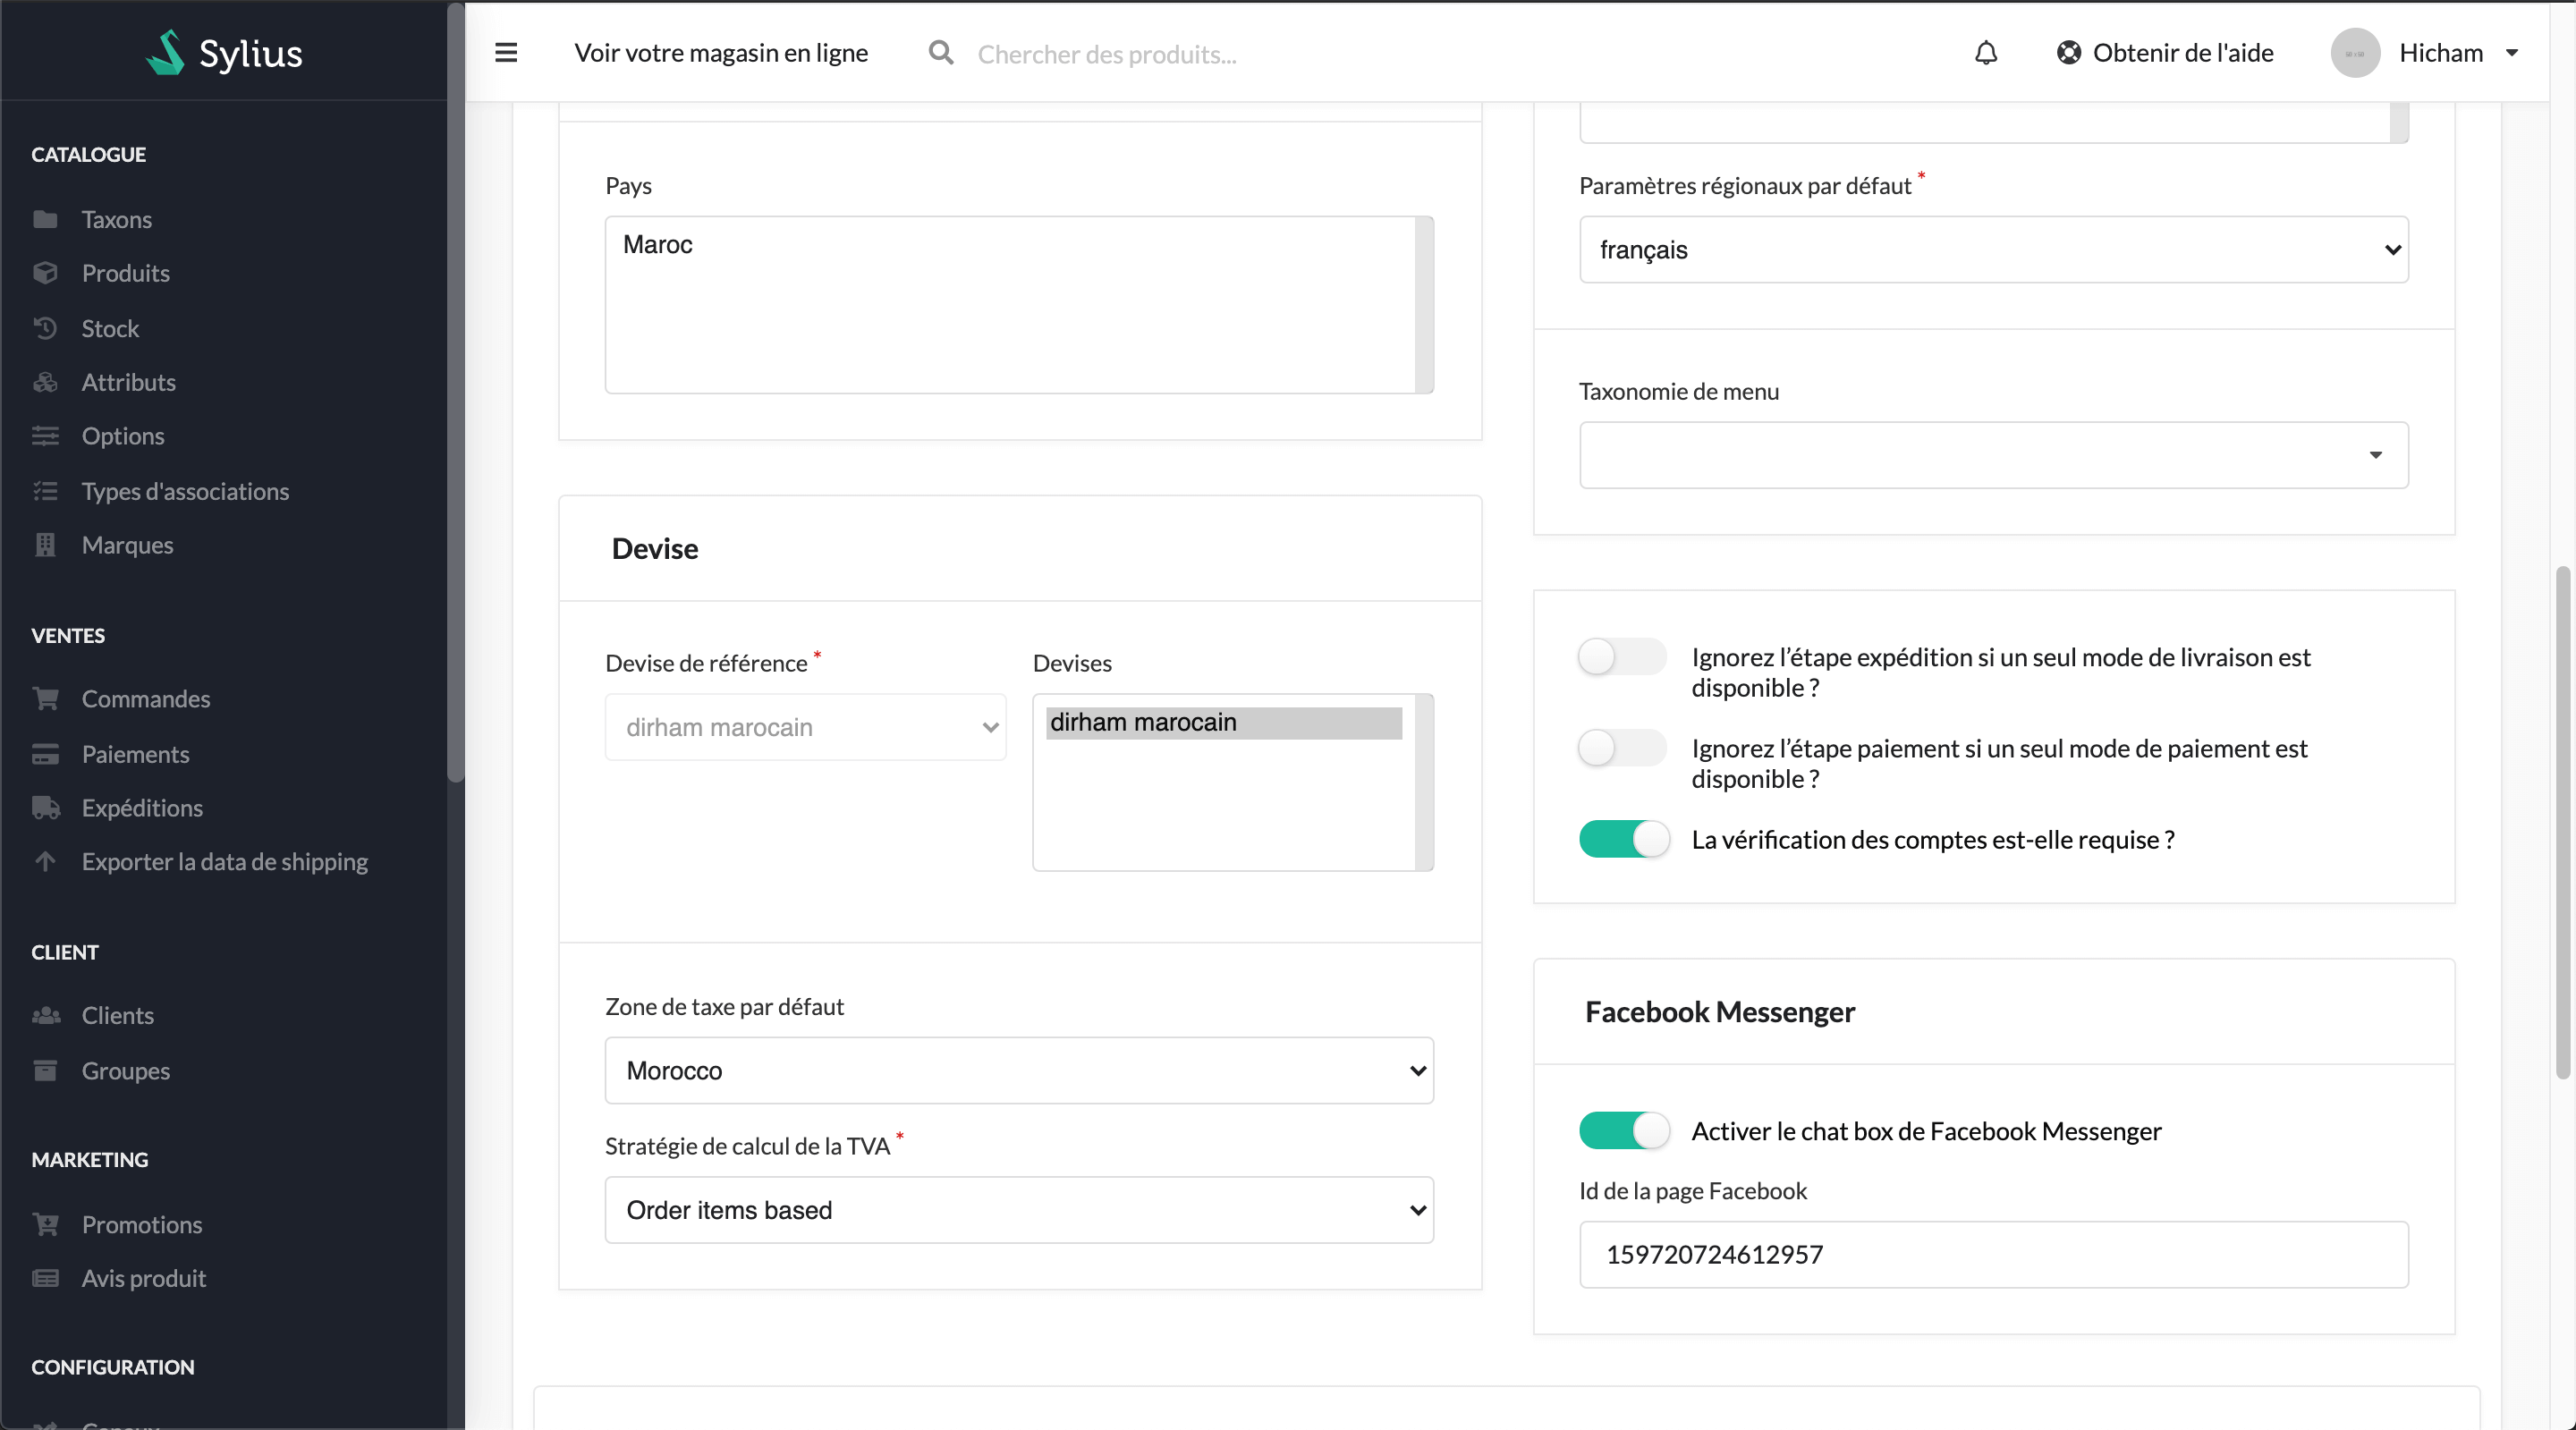 Sylius
Voir votre magasin en ligne
Chercher des produits...
Obtenir de l'aide
Hicham
CATALOGUE
Taxons
Produits
Stock
Attributs
Options
Types d'associations
Marques
VENTES
Commandes
Paiements
Expéditions
Exporter la data de shipping
CLIENT
Clients
Groupes
MARKETING
Promotions
Avis produit
CONFIGURATION
Pays
Maroc
Devise
Devise de référence *
dirham marocain
Devises
dirham marocain
Zone de taxe par défaut
Morocco
Stratégie de calcul de la TVA *
Order items based
Paramètres régionaux par défaut *
français
Taxonomie de menu
Ignorez l’étape expédition si un seul mode de livraison est
disponible ?
Ignorez l’étape paiement si un seul mode de paiement est
disponible ?
La vérification des comptes est-elle requise ?
Facebook Messenger
Activer le chat box de Facebook Messenger
Id de la page Facebook
159720724612957